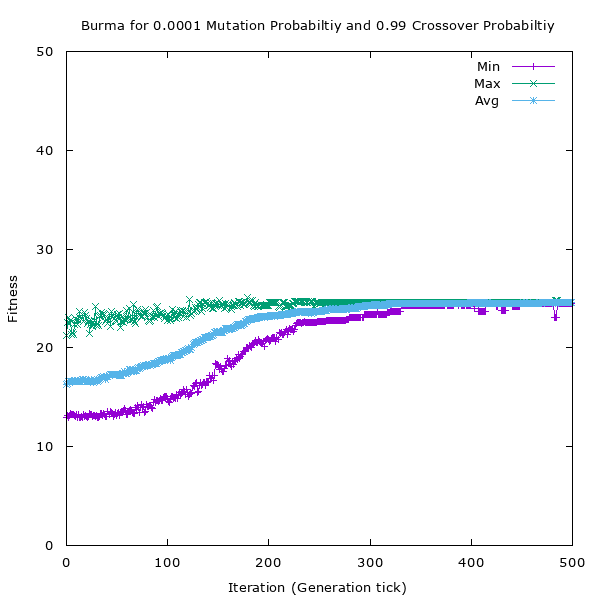 Burma for 0.0001 Mutation Probabiltiy and 0.99 Crossover Probabiltiy
Min
Max
Avg
50
40
30
20
10
0
Fitness
0 100 200 300 400 500
Iteration (Generation tick)